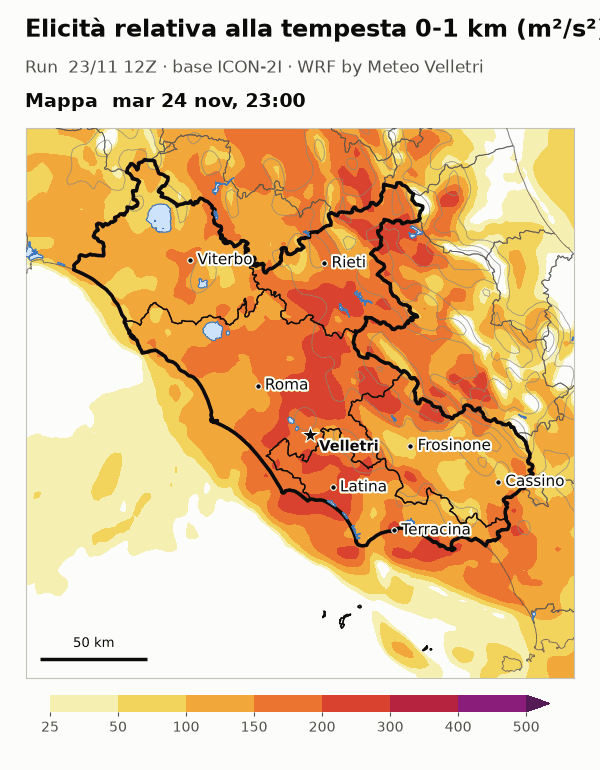 Elicità relativa alla tempesta 0-1 km (m²/s²)
Run  23/11 12Z · base ICON-2I · WRF by Meteo Velletri
Mappa  mar 24 nov, 23:00
Viterbo
Rieti
Roma
Velletri
Frosinone
Cassino
Latina
Terracina
50 km
25 50 100 150 200 300 400 500